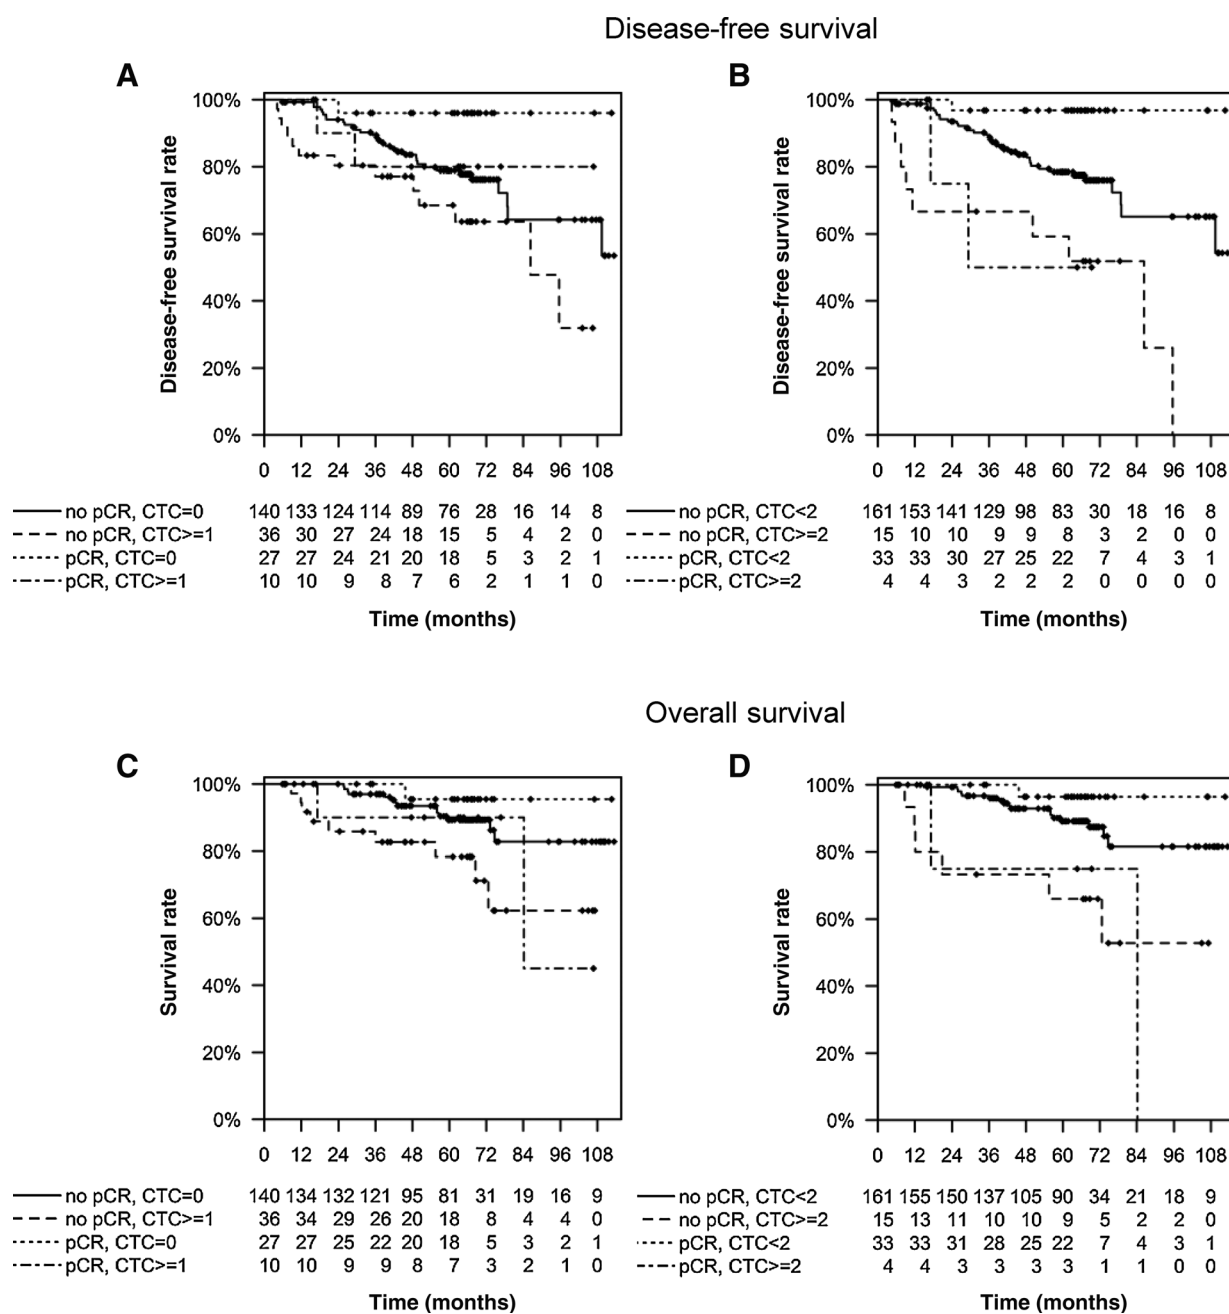 Disease-free survival
A
B
100%
80%
60%
40%
20%
0%
Disease-free survival rate
0 12 24 36 48 60 72 84 96 108
no pCR, CTC=0 140 133 124 114 89 76 28 16 14 8
no pCR, CTC>=1 36 30 27 24 18 15 5 4 2 0
pCR, CTC=0 27 27 24 21 20 18 5 3 2 1
pCR, CTC>=1 10 10 9 8 7 6 2 1 1 0
Time (months)
100%
80%
60%
40%
20%
0%
Disease-free survival rate
0 12 24 36 48 60 72 84 96 108
no pCR, CTC<2 161 153 141 129 98 83 30 18 16 8
no pCR, CTC>=2 15 10 10 9 9 8 3 2 0 0
pCR, CTC<2 33 33 30 27 25 22 7 4 3 1
pCR, CTC>=2 4 4 3 2 2 2 0 0 0 0
Time (months)
Overall survival
C
D
100%
80%
60%
40%
20%
0%
Survival rate
0 12 24 36 48 60 72 84 96 108
no pCR, CTC=0 140 134 132 121 95 81 31 19 16 9
no pCR, CTC>=1 36 34 29 26 20 18 8 4 4 0
pCR, CTC=0 27 27 25 22 20 18 5 3 2 1
pCR, CTC>=1 10 10 9 9 8 7 3 2 1 0
Time (months)
100%
80%
60%
40%
20%
0%
Survival rate
0 12 24 36 48 60 72 84 96 108
no pCR, CTC<2 161 155 150 137 105 90 34 21 18 9
no pCR, CTC>=2 15 13 11 10 10 9 5 2 2 0
pCR, CTC<2 33 33 31 28 25 22 7 4 3 1
pCR, CTC>=2 4 4 3 3 3 3 1 1 0 0
Time (months)